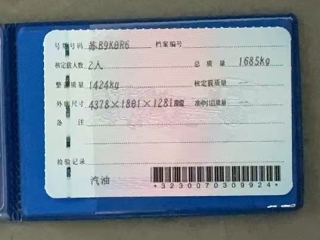 号牌号码 苏B9K0R6 档案编号
核定载人数 2人 总质量 1685kg
整备质量 1424kg 核定载质量 --
外廓尺寸 4378×1801×1281mm 准牵引总质量 --
备注
检验记录
汽油 *3230070309924*